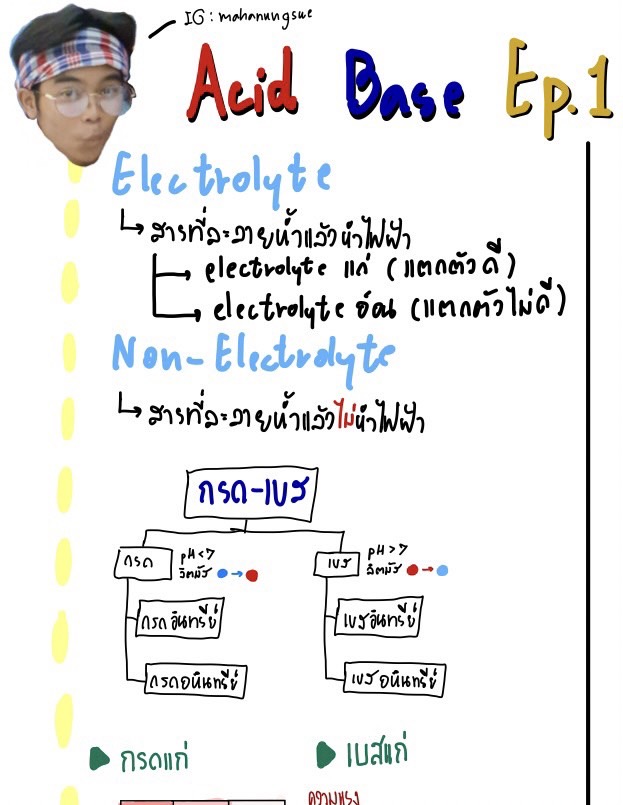 IG : mahanungsue
Acid Base Ep.1
Electrolyte
สารที่ละลายน้ำแล้วนำไฟฟ้า
electrolyte แก่ (แตกตัวดี)
electrolyte อ่อน (แตกตัวไม่ดี)
Non-Electrolyte
สารที่ละลายน้ำแล้วไม่นำไฟฟ้า
กรด-เบส
กรด
pH<7
ลิตมัส
เบส
pH>7
ลิตมัส
กรดอินทรีย์
เบสอินทรีย์
กรดอนินทรีย์
เบสอนินทรีย์
กรดแก่
เบสแก่
ความแรง